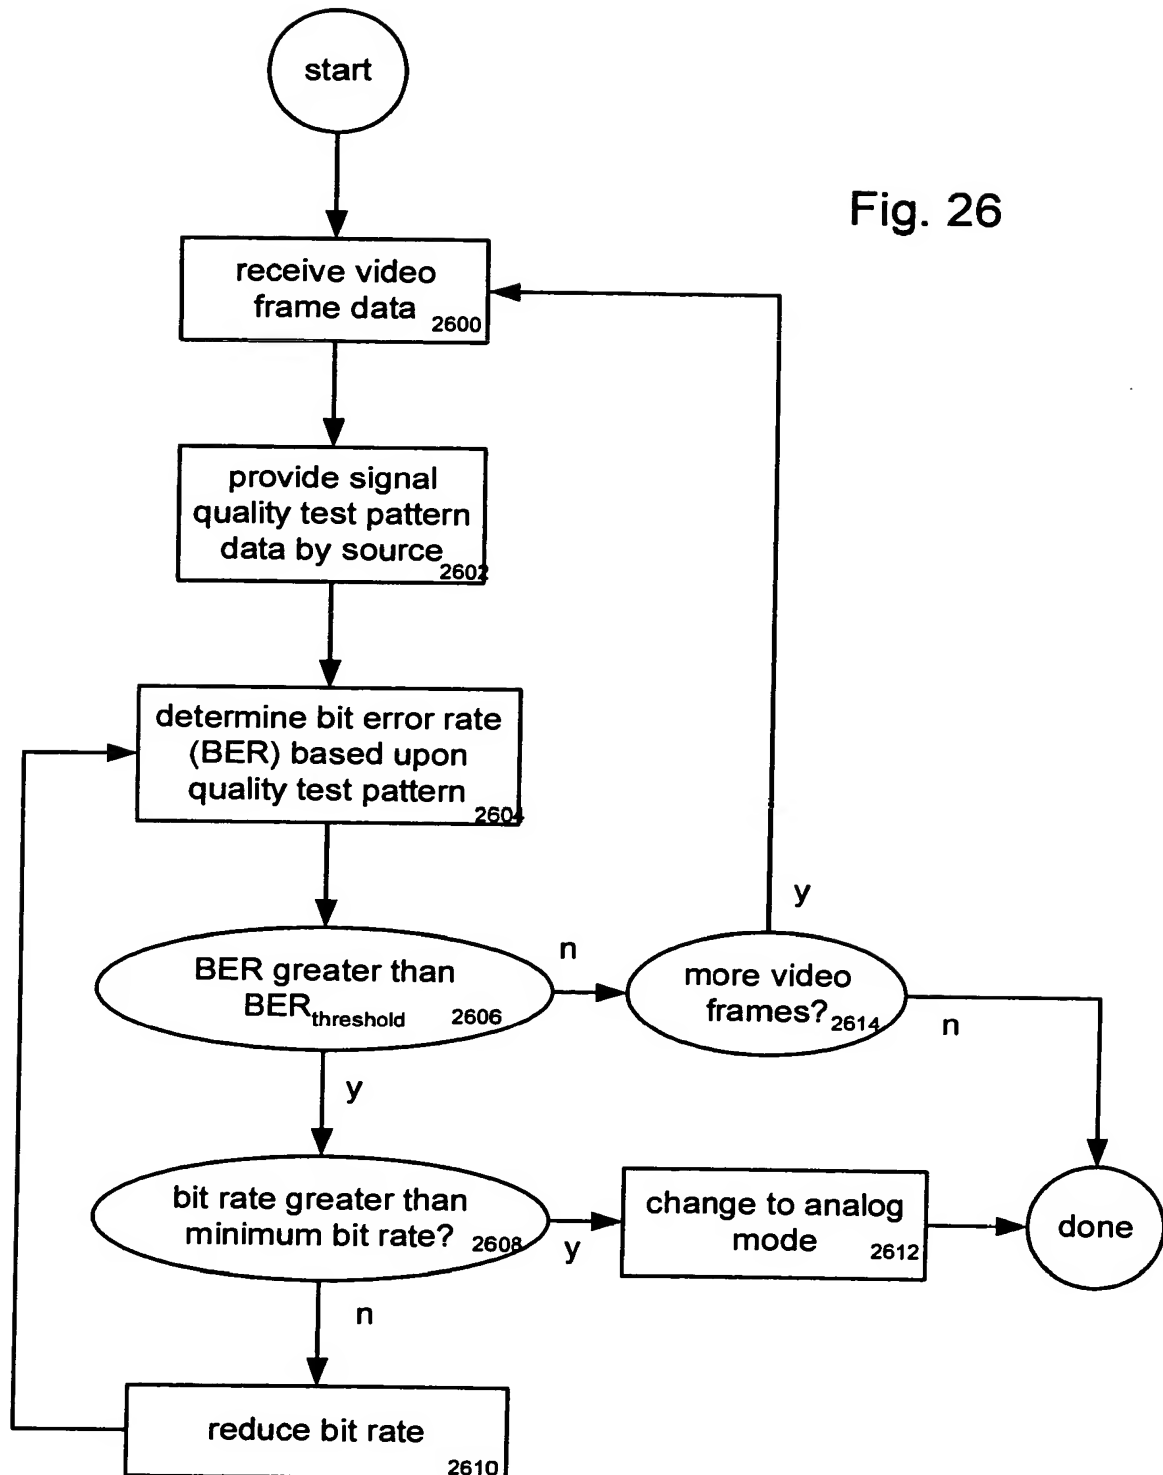 start
Fig. 26
receive video
frame data
2600
provide signal
quality test pattern
data by source
2602
determine bit error rate
(BER) based upon
quality test pattern
2604
BER greater than
BERthreshold
2606
n
more video
frames?
2614
y
n
y
bit rate greater than
minimum bit rate?
2608
y
change to analog
mode
2612
done
n
reduce bit rate
2610